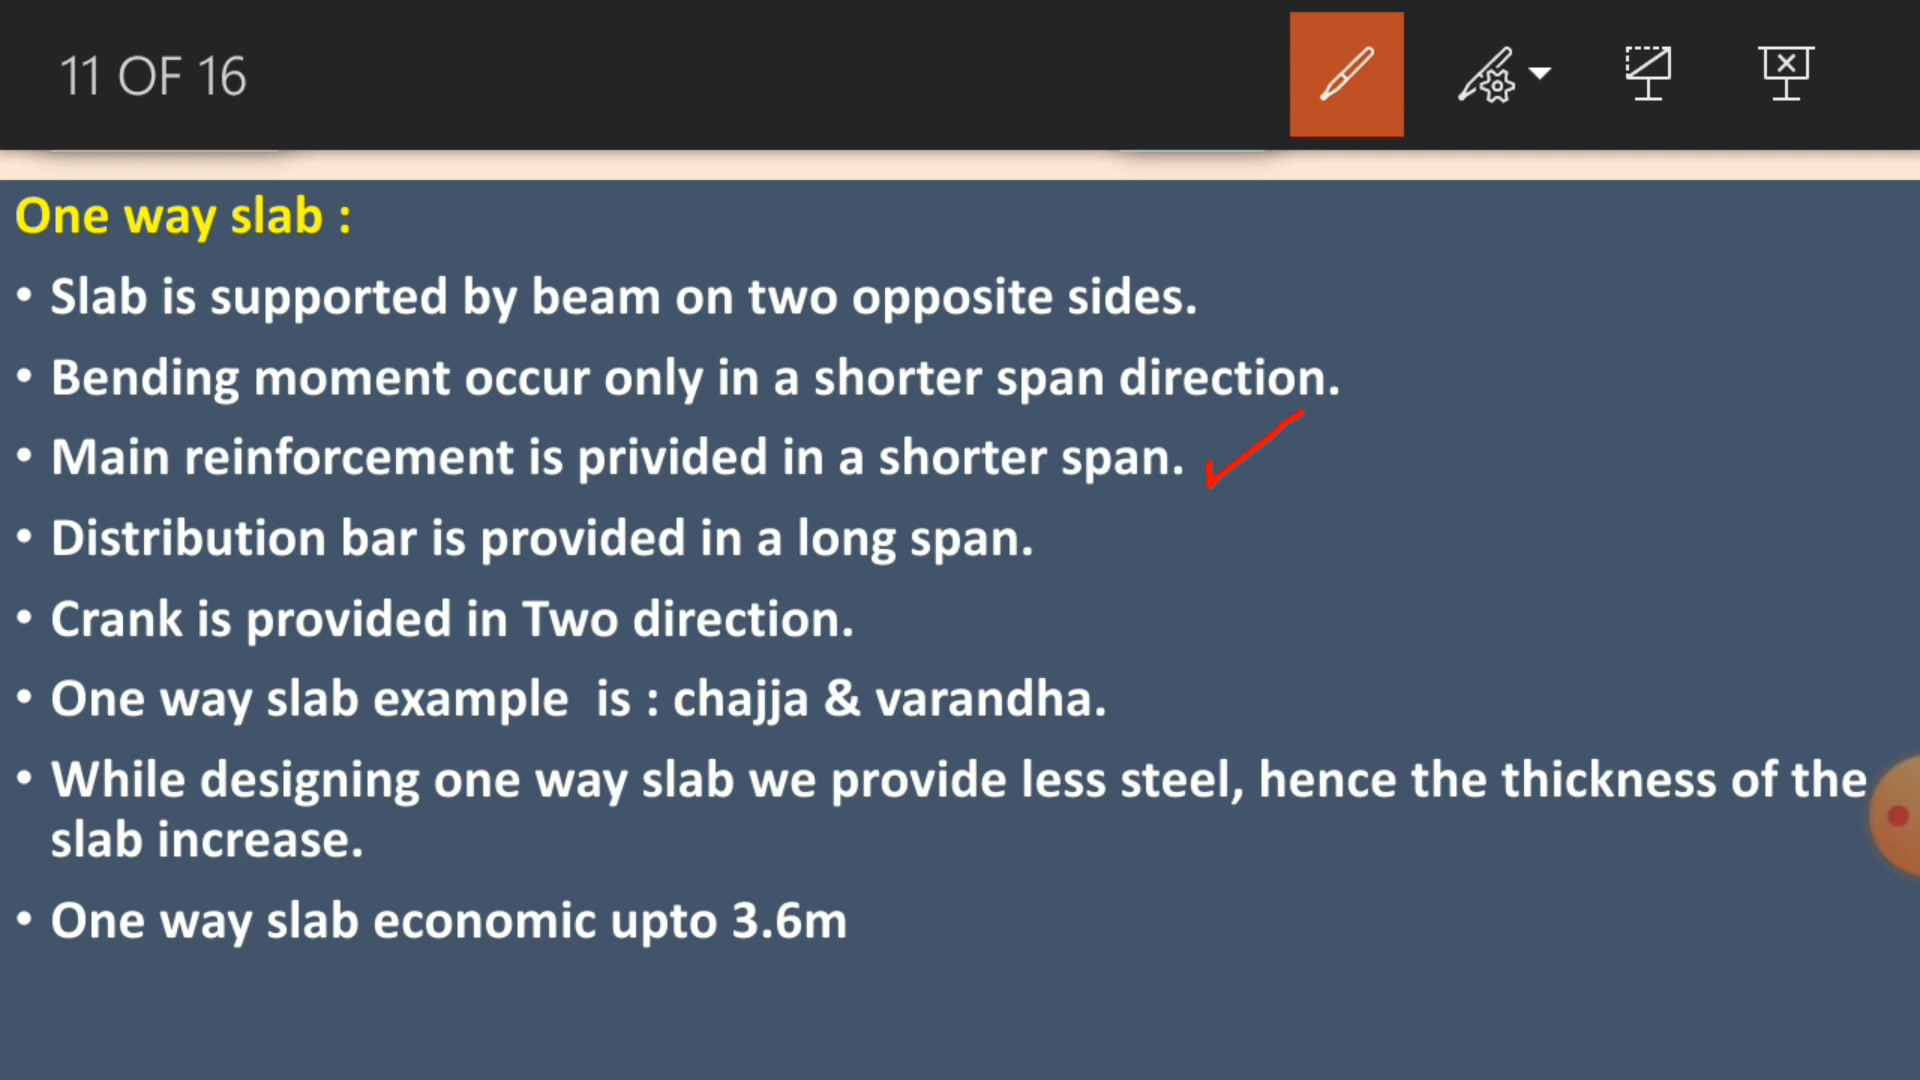 11 OF 16
One way slab :
• Slab is supported by beam on two opposite sides.
• Bending moment occur only in a shorter span direction.
• Main reinforcement is privided in a shorter span.
• Distribution bar is provided in a long span.
• Crank is provided in Two direction.
• One way slab example  is : chajja & varandha.
• While designing one way slab we provide less steel, hence the thickness of the
slab increase.
• One way slab economic upto 3.6m